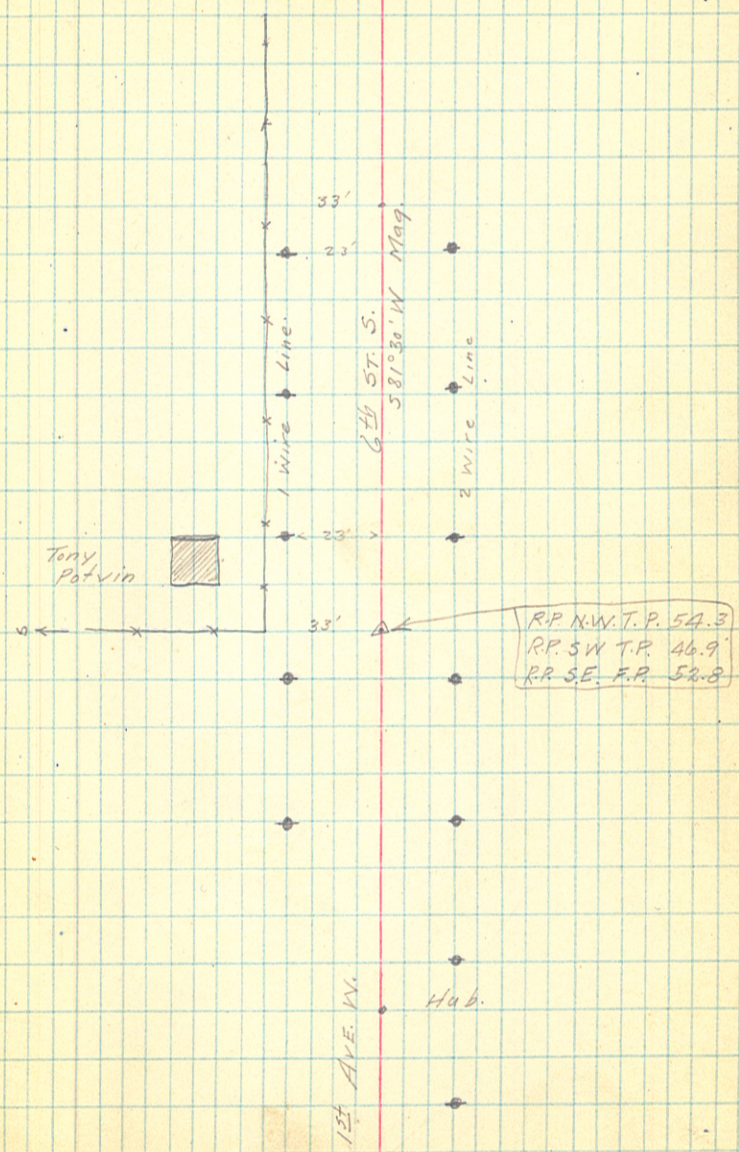 33'
23'
Mag.
S 81° 30' W
6th ST. S.
1 Wire Line
2 Wire Line
23'
Tony
Potvin
33'
S
R.P. N.W. T.P. 54.3
R.P. SW T.P. 46.9'
R.P. S.E. F.P. 52.8
Hub.
1st AVE. W.